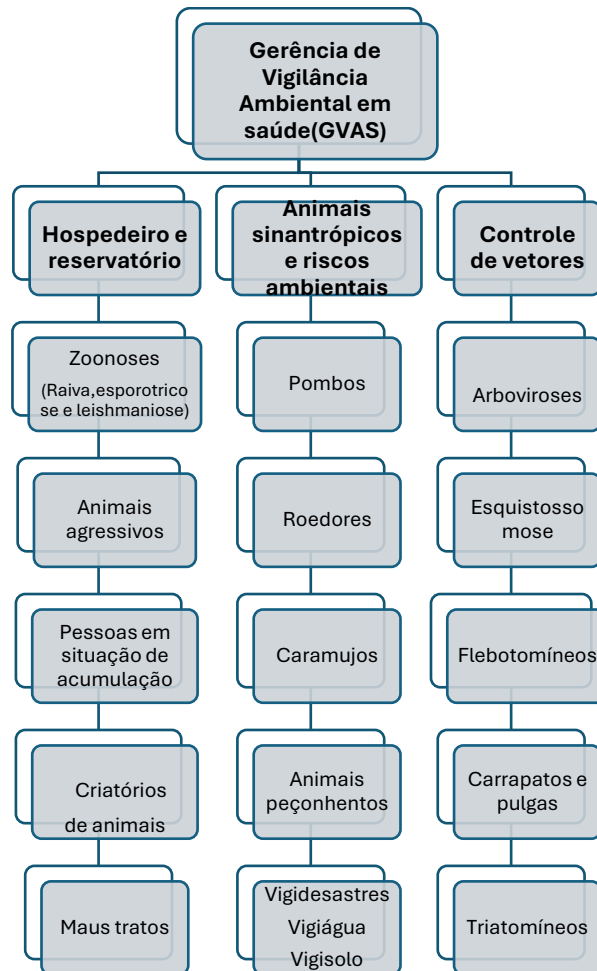 Gerência de
Vigilância
Ambiental em
saúde(GVAS)
Hospedeiro e
reservatório
Animais
sinantrópicos
e riscos
ambientais
Controle
de vetores
Zoonoses
(Raiva,esporotrico
se e leishmaniose)
Pombos
Arboviroses
Animais
agressivos
Roedores
Esquistosso
mose
Pessoas em
situação de
acumulação
Caramujos
Flebotomíneos
Criatórios
de animais
Animais
peçonhentos
Carrapatos e
pulgas
Maus tratos
Vigidesastres
Vigiágua
Vigisolo
Triatomíneos